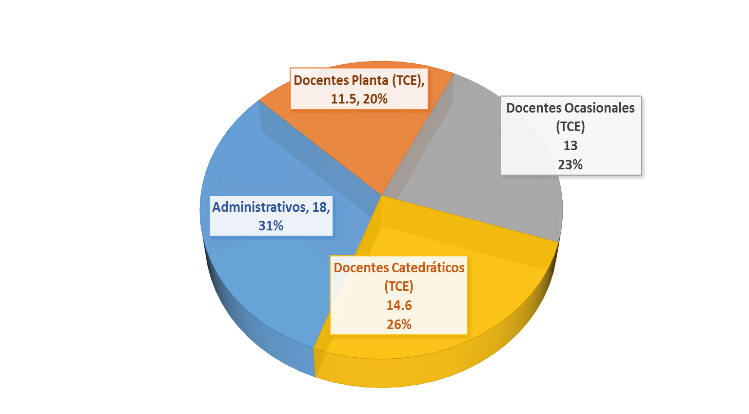 Docentes Planta (TCE),
11.5, 20%
Docentes Ocasionales
(TCE)
13
23%
Administrativos, 18,
31%
Docentes Catedráticos
(TCE)
14.6
26%